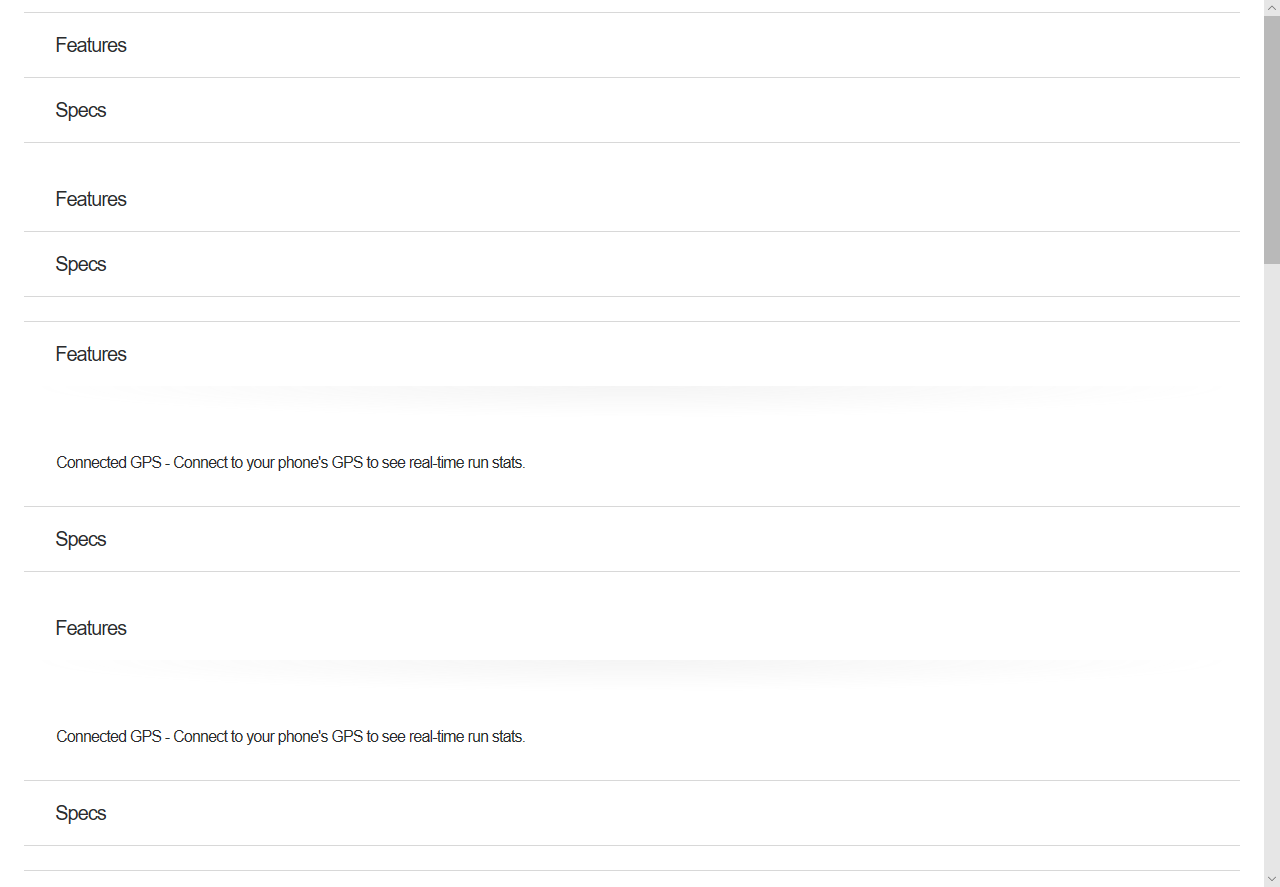 Features
Specs
Features
Specs
Features
Connected GPS - Connect to your phone's GPS to see real-time run stats.
Specs
Features
Connected GPS - Connect to your phone's GPS to see real-time run stats.
Specs